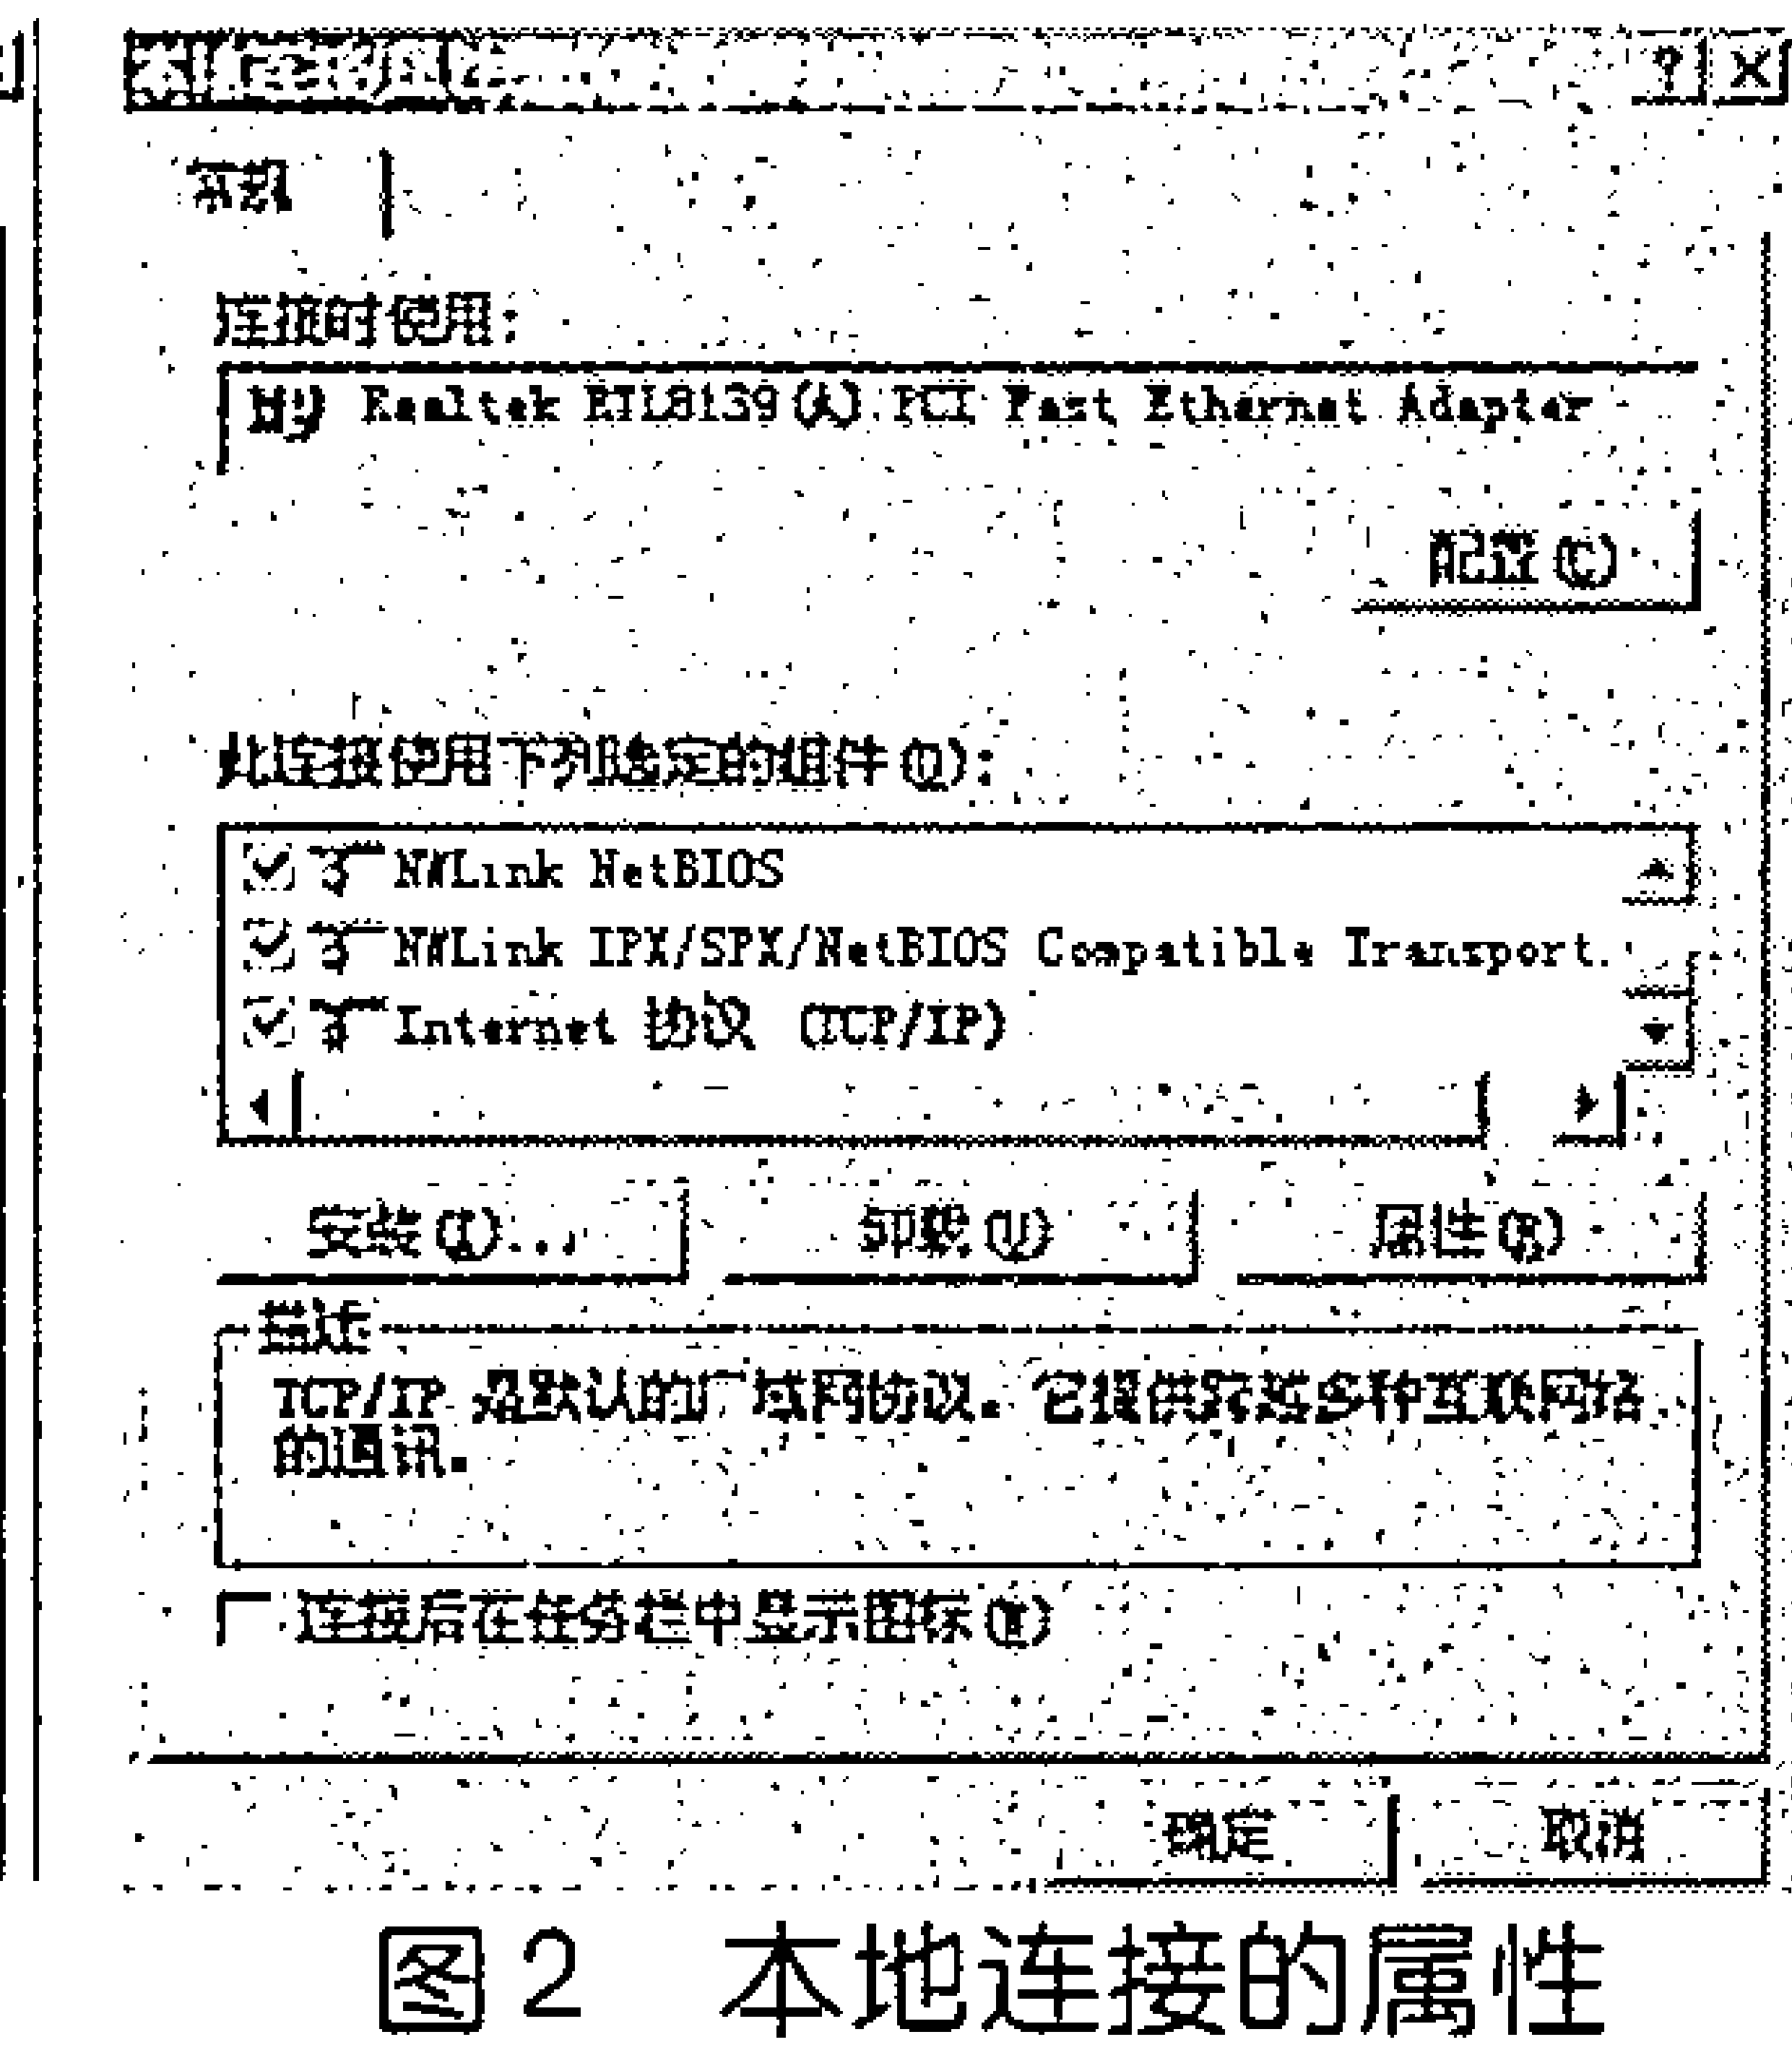 常规
连接时使用:
Realtek RTL8139(A) PCI Fast Ethernet Adapter
配置(C)
此连接使用下列选定的组件(O):
NWLink NetBIOS
NWLink IPX/SPX/NetBIOS Compatible Transport.
Internet 协议 (TCP/IP)
安装(I)...
卸载(U)
属性(R)
描述
TCP/IP 是默认的广域网协议。它提供跨越多种互联网络
的通讯。
连接后在任务栏中显示图标(W)
确定
取消
图2 本地连接的属性